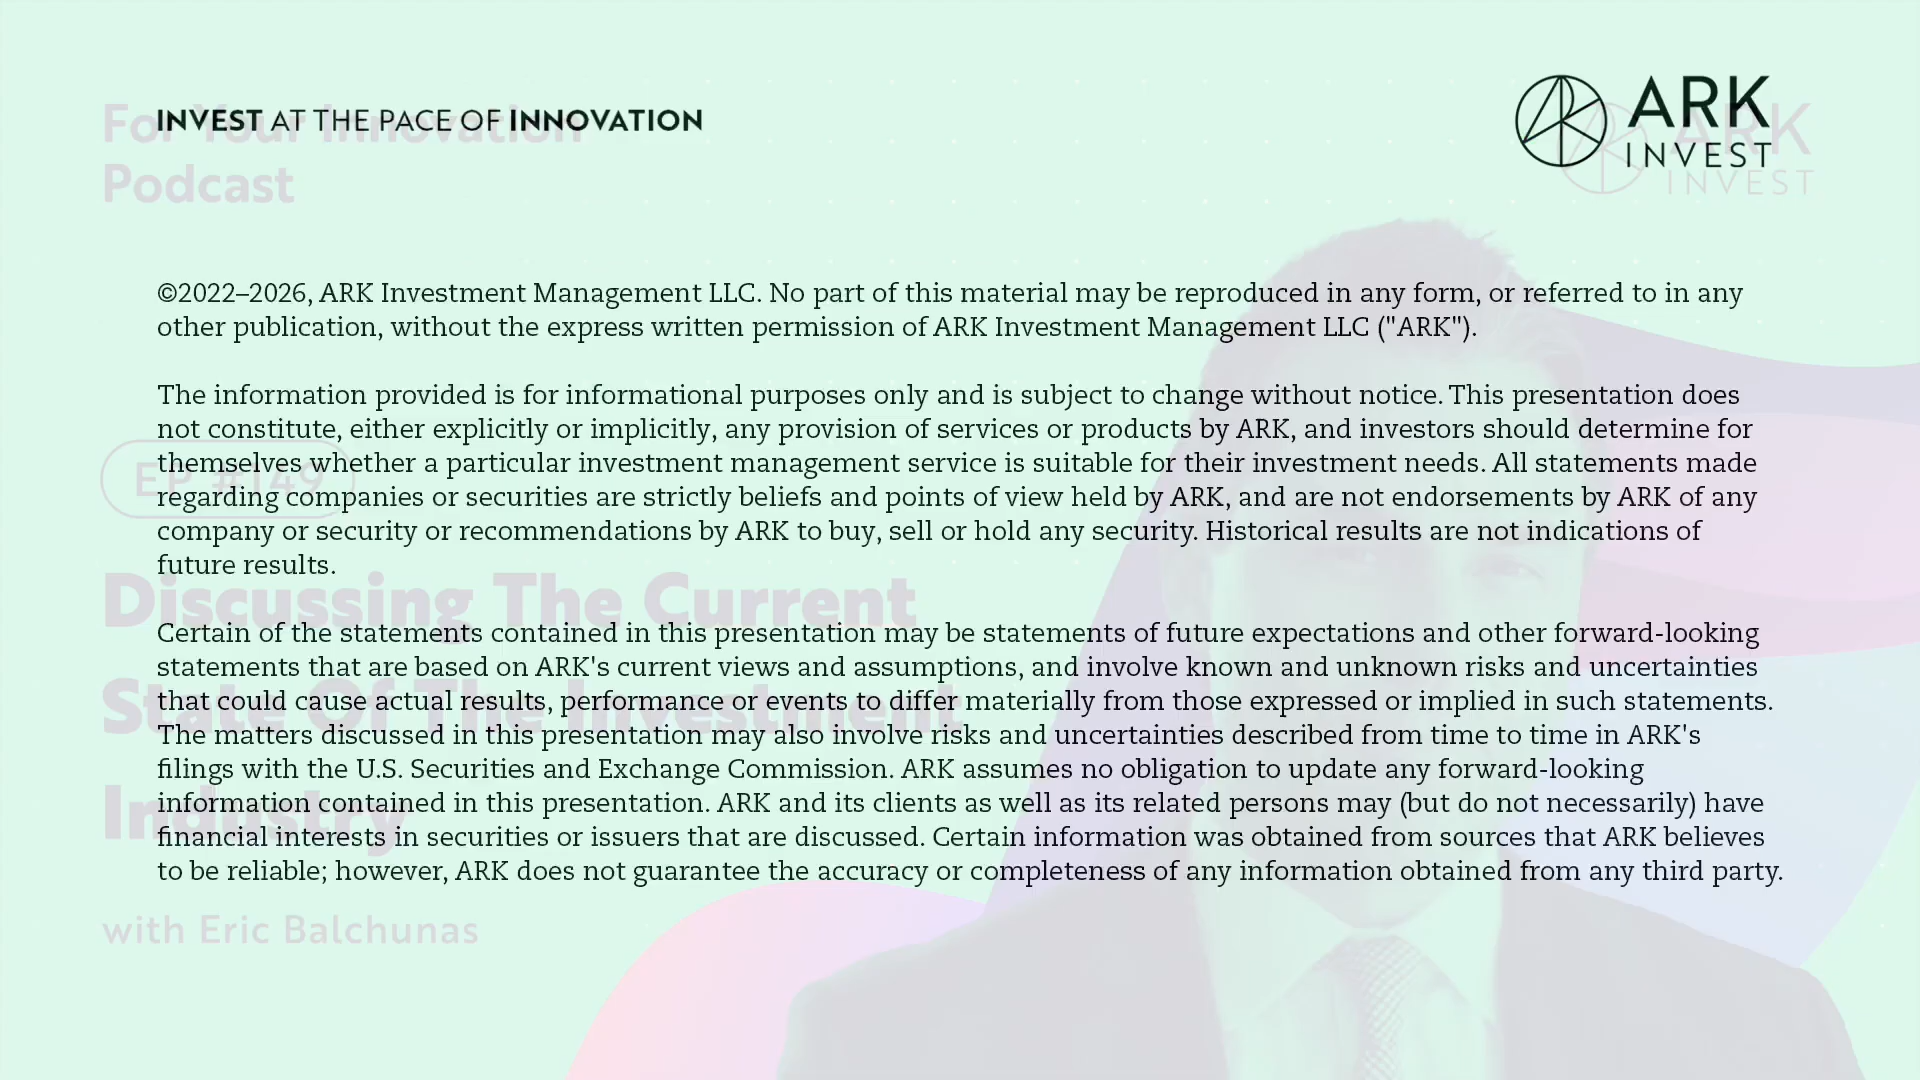 INVEST AT THE PACE OF INNOVATION
ARK
INVEST
©2022–2026, ARK Investment Management LLC. No part of this material may be reproduced in any form, or referred to in any
other publication, without the express written permission of ARK Investment Management LLC ("ARK").
The information provided is for informational purposes only and is subject to change without notice. This presentation does
not constitute, either explicitly or implicitly, any provision of services or products by ARK, and investors should determine for
themselves whether a particular investment management service is suitable for their investment needs. All statements made
regarding companies or securities are strictly beliefs and points of view held by ARK, and are not endorsements by ARK of any
company or security or recommendations by ARK to buy, sell or hold any security. Historical results are not indications of
future results.
Certain of the statements contained in this presentation may be statements of future expectations and other forward-looking
statements that are based on ARK's current views and assumptions, and involve known and unknown risks and uncertainties
that could cause actual results, performance or events to differ materially from those expressed or implied in such statements.
The matters discussed in this presentation may also involve risks and uncertainties described from time to time in ARK's
filings with the U.S. Securities and Exchange Commission. ARK assumes no obligation to update any forward-looking
information contained in this presentation. ARK and its clients as well as its related persons may (but do not necessarily) have
financial interests in securities or issuers that are discussed. Certain information was obtained from sources that ARK believes
to be reliable; however, ARK does not guarantee the accuracy or completeness of any information obtained from any third party.
For Your Innovation
Podcast
ARK
INVEST
EP #149
Discussing The Current
State Of The Investment
Industry
with Eric Balchunas